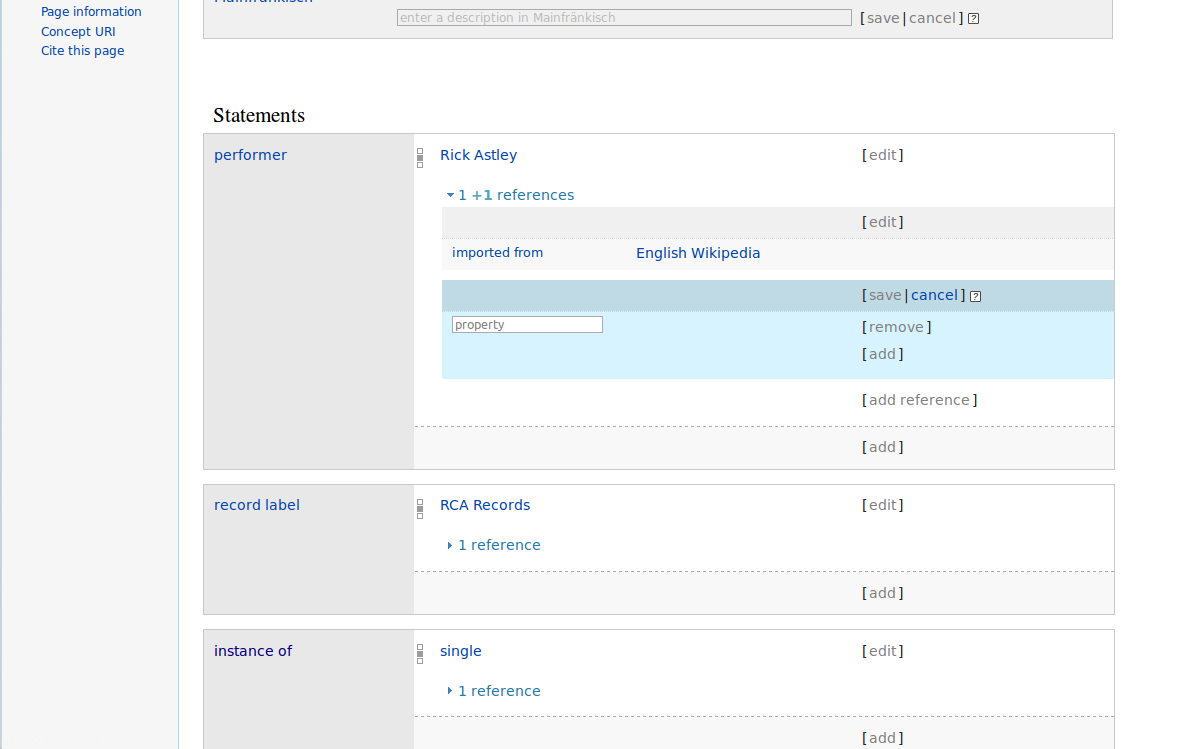 Page information
Concept URI
Cite this page
Mainfränkisch
enter a description in Mainfränkisch [save|cancel] ?
Statements
performer
Rick Astley [edit]
1 +1 references
[edit]
imported from English Wikipedia
[save|cancel] ?
property [remove]
[add]
[add reference]
[add]
record label
RCA Records [edit]
1 reference
[add]
instance of
single [edit]
1 reference
[add]